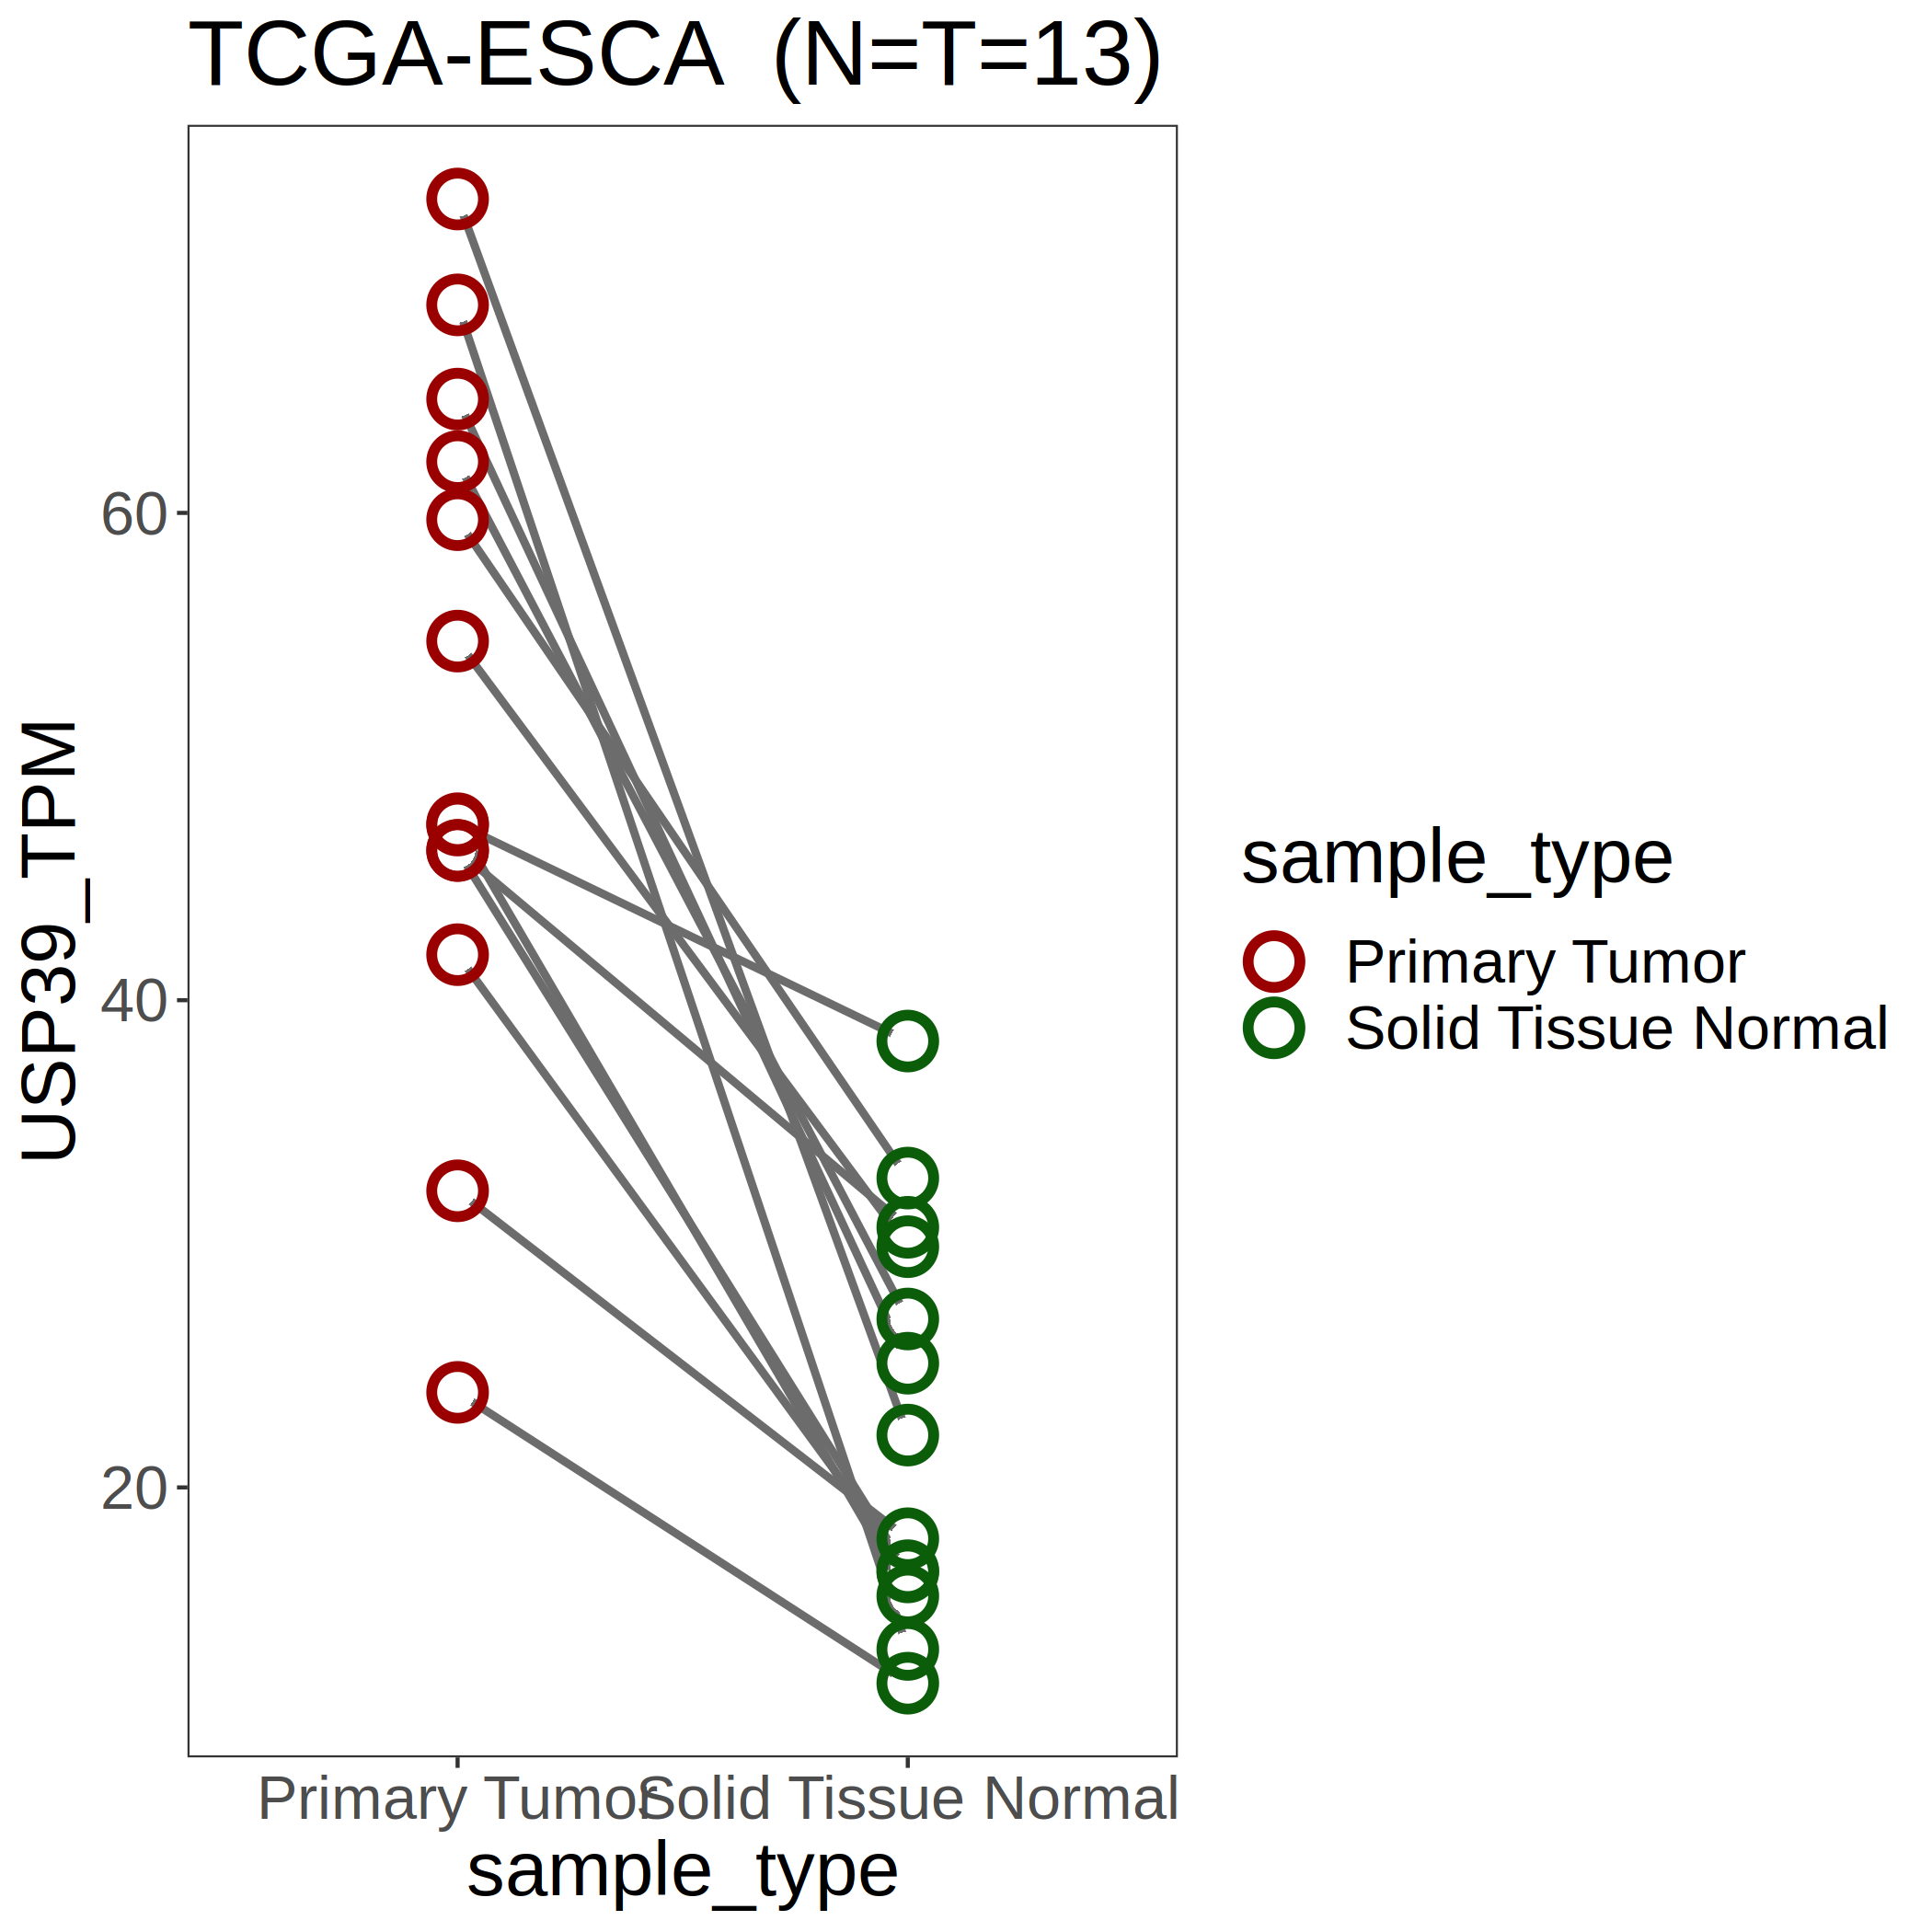 TCGA-ESCA  (N=T=13)
USP39_TPM
60
40
20
Primary Tumor
Solid Tissue Normal
sample_type
sample_type
Primary Tumor
Solid Tissue Normal